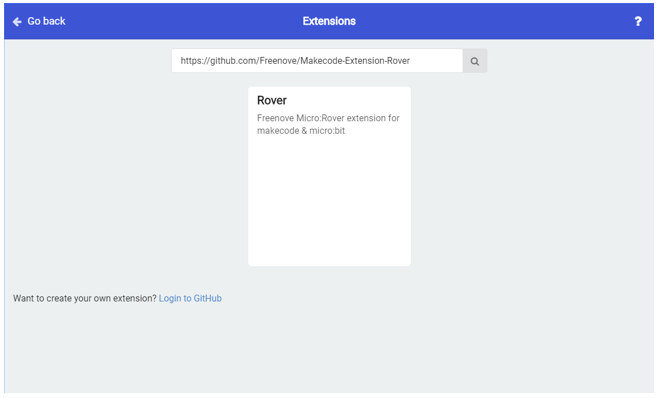 Go back
Extensions
?
https://github.com/Freenove/Makecode-Extension-Rover
Rover
Freenove Micro:Rover extension for
makecode & micro:bit
Want to create your own extension? Login to GitHub